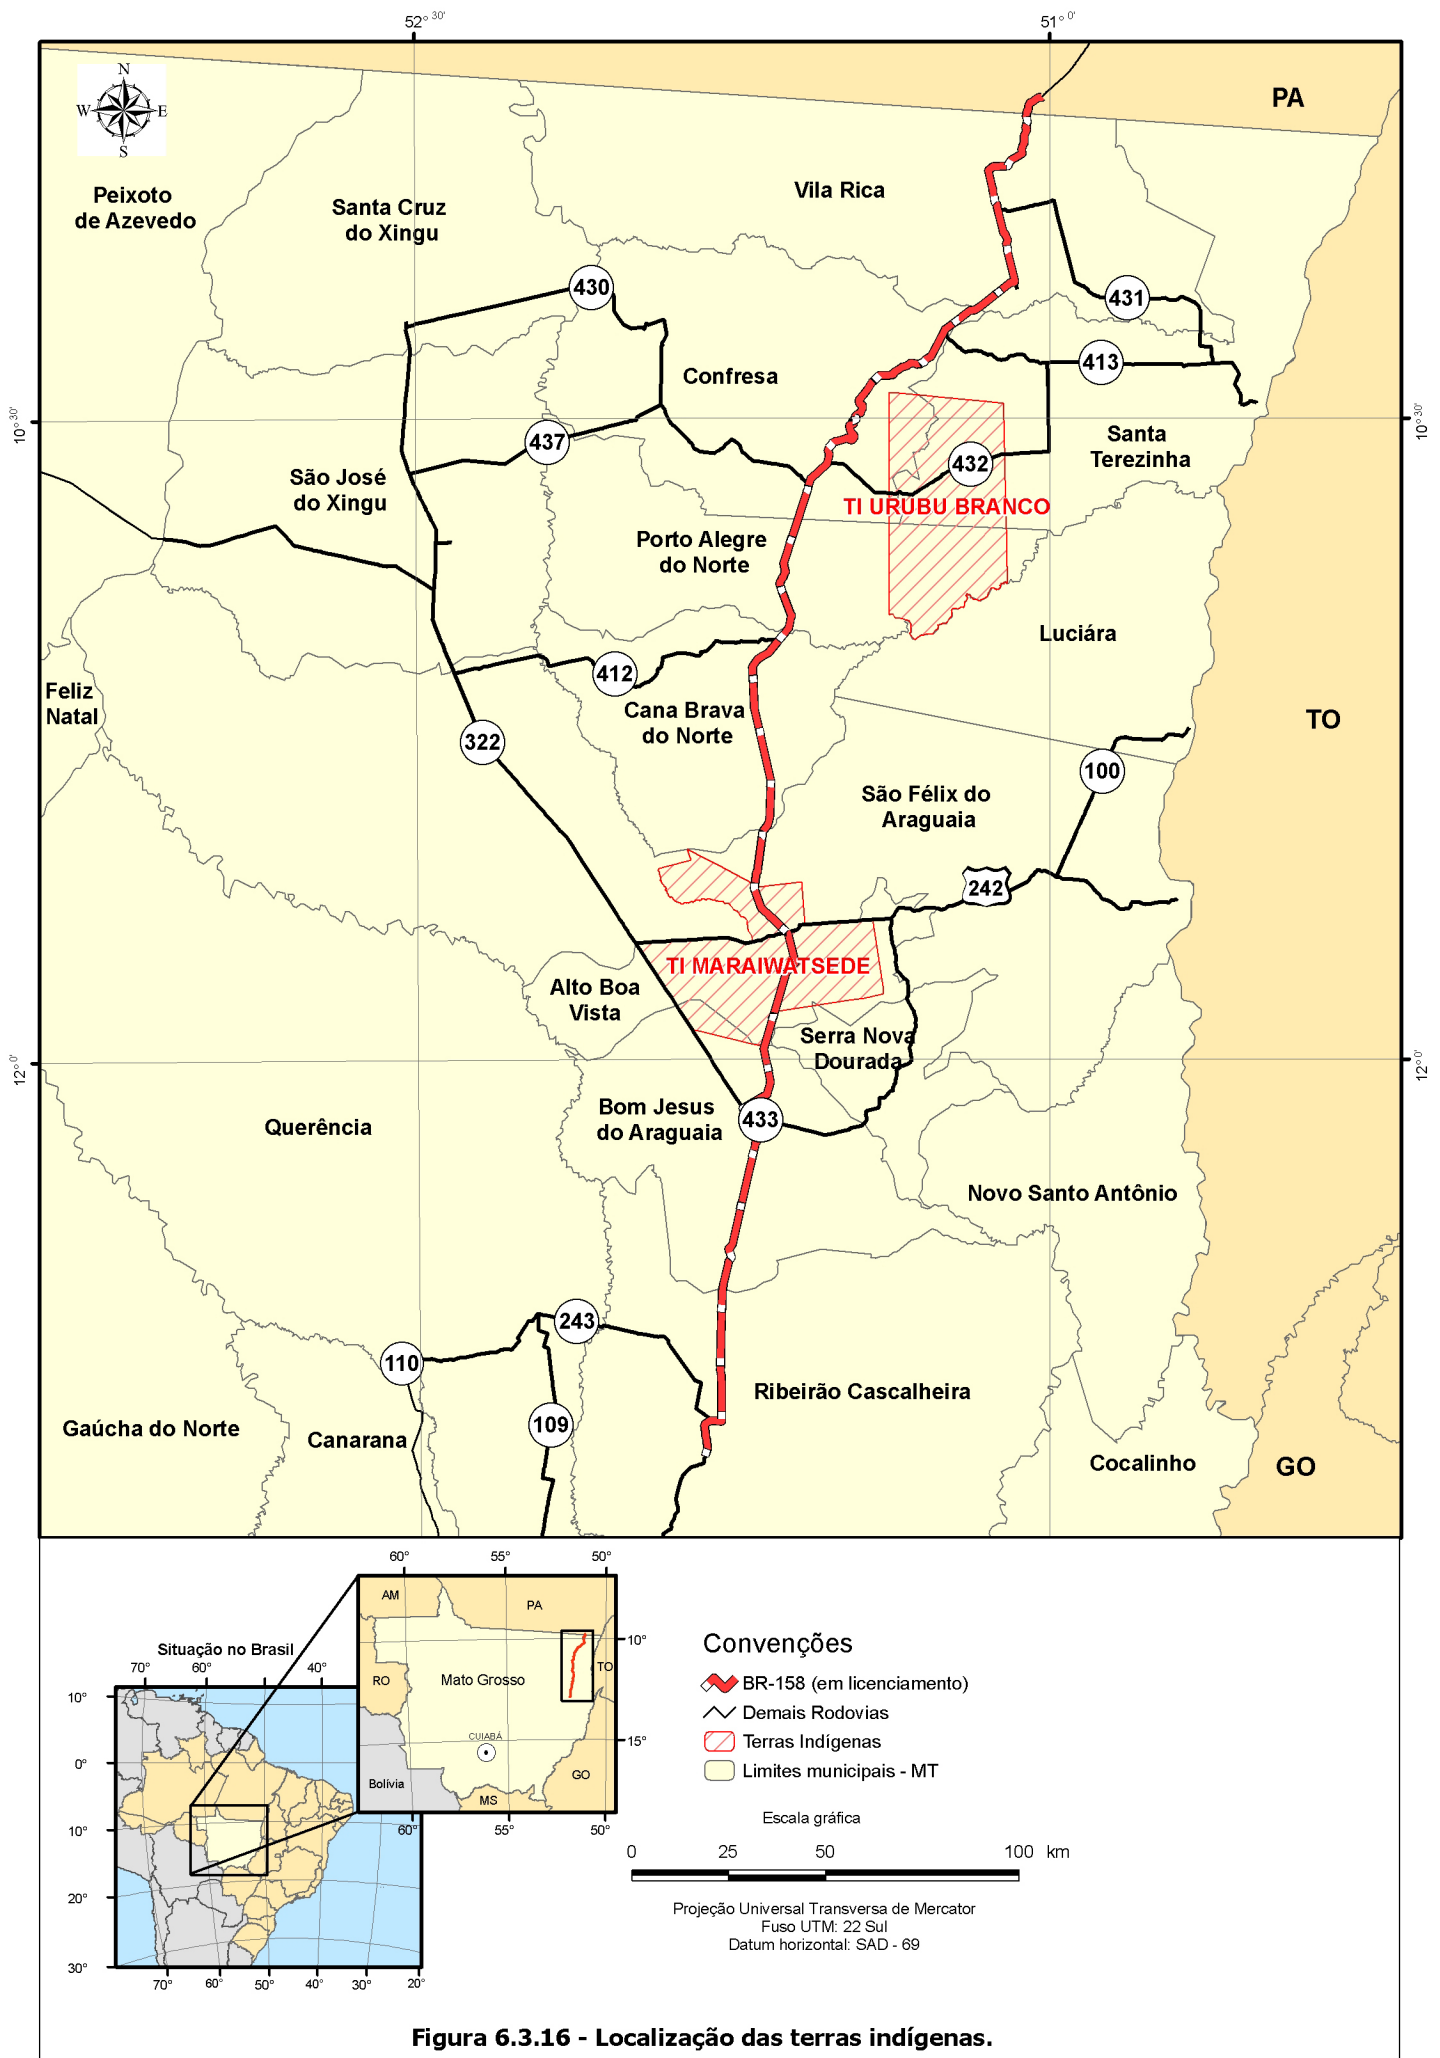 52° 30'
51° 0'
N
W
E
S
PA
Peixoto
de Azevedo
Santa Cruz
do Xingu
Vila Rica
430
431
413
Confresa
10° 30'
10° 30'
437
432
Santa
Terezinha
São José
do Xingu
TI URUBU BRANCO
Porto Alegre
do Norte
Luciára
412
Feliz
Natal
Cana Brava
do Norte
TO
322
100
São Félix do
Araguaia
242
TI MARAIWATSEDE
Alto Boa
Vista
Serra Nova
Dourada
12° 0'
12° 0'
Bom Jesus
do Araguaia
433
Querência
Novo Santo Antônio
243
110
Ribeirão Cascalheira
109
Gaúcha do Norte
Canarana
Cocalinho
GO
60°
55°
50°
AM
PA
10°
Situação no Brasil
RO
Mato Grosso
TO
70°
60°
40°
10°
CUIABÁ
15°
0°
Bolívia
GO
MS
10°
60°
55°
50°
20°
30°
70°
60°
50°
40°
30°
20°
Convenções
BR-158 (em licenciamento)
Demais Rodovias
Terras Indígenas
Limites municipais - MT
Escala gráfica
0
25
50
100
km
Projeção Universal Transversa de Mercator
Fuso UTM: 22 Sul
Datum horizontal: SAD - 69
Figura 6.3.16 - Localização das terras indígenas.